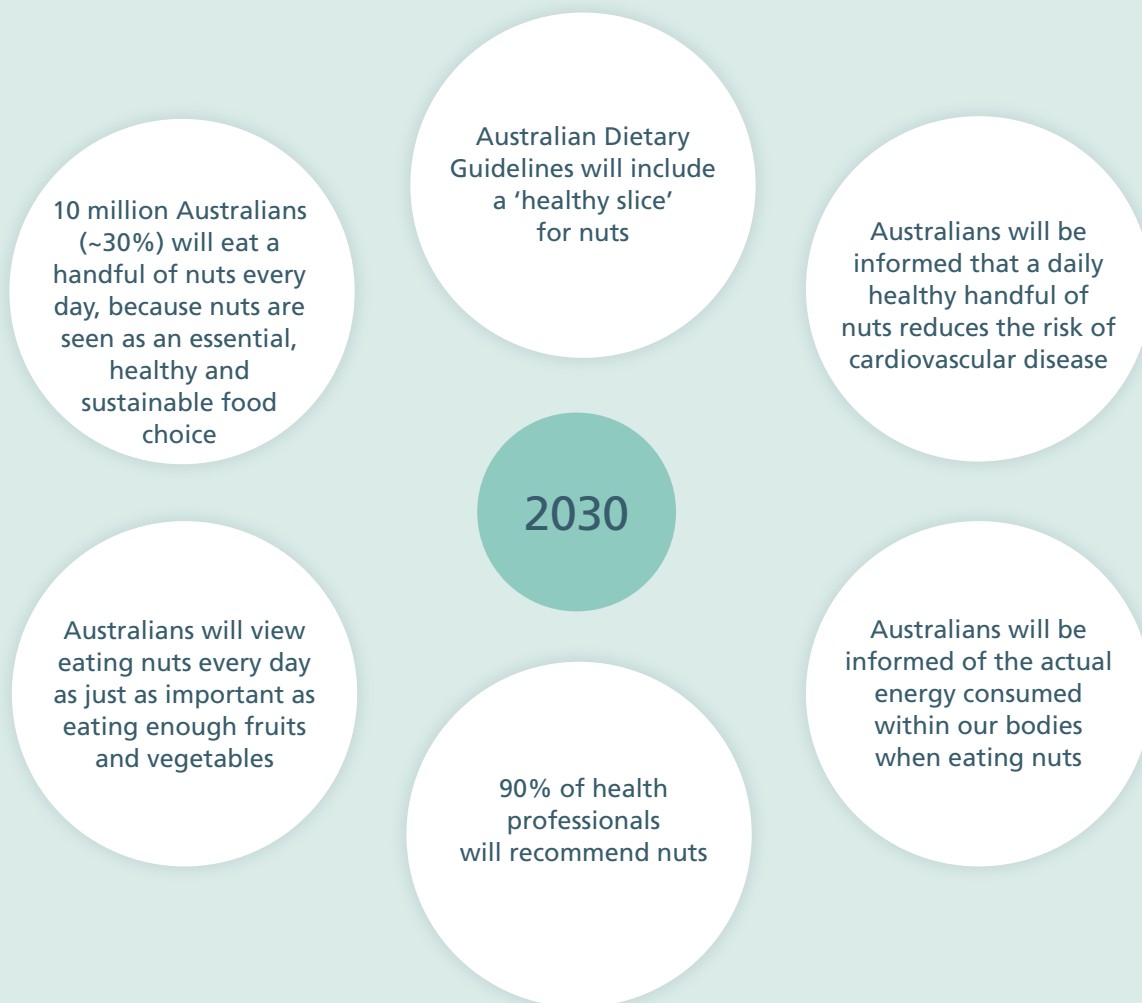 Australian Dietary
Guidelines will include
a ‘healthy slice’
for nuts
10 million Australians
(~30%) will eat a
handful of nuts every
day, because nuts are
seen as an essential,
healthy and
sustainable food
choice
Australians will be
informed that a daily
healthy handful of
nuts reduces the risk of
cardiovascular disease
2030
Australians will view
eating nuts every day
as just as important as
eating enough fruits
and vegetables
Australians will be
informed of the actual
energy consumed
within our bodies
when eating nuts
90% of health
professionals
will recommend nuts